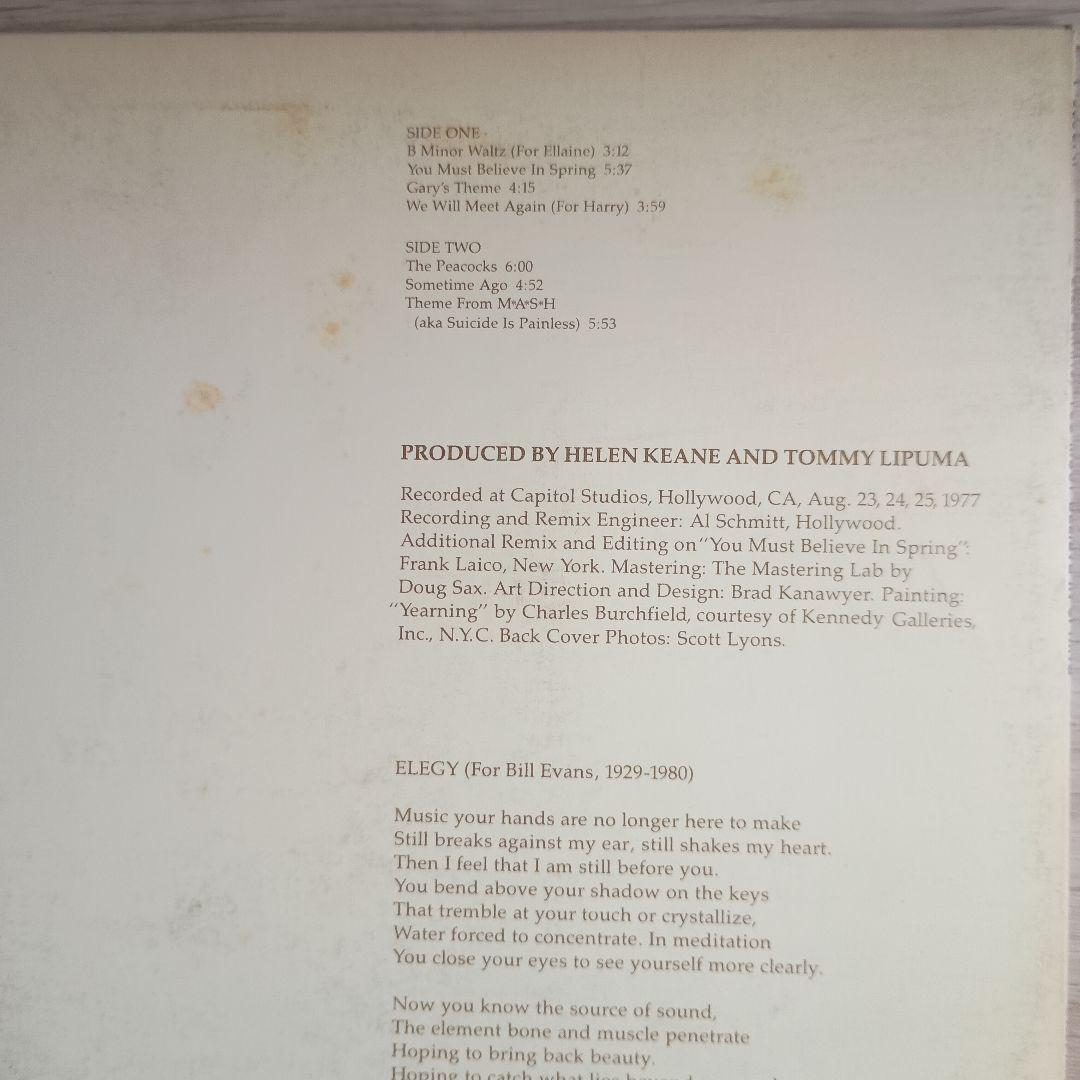 SIDE ONE
B Minor Waltz (For Ellaine) 3:12
You Must Believe In Spring 5:37
Gary's Theme 4:15
We Will Meet Again (For Harry) 3:59
SIDE TWO
The Peacocks 6:00
Sometime Ago 4:52
Theme From M*A*S*H
(aka Suicide Is Painless) 5:53
PRODUCED BY HELEN KEANE AND TOMMY LIPUMA
Recorded at Capitol Studios, Hollywood, CA, Aug. 23, 24, 25, 1977
Recording and Remix Engineer: Al Schmitt, Hollywood.
Additional Remix and Editing on "You Must Believe In Spring":
Frank Laico, New York. Mastering: The Mastering Lab by
Doug Sax. Art Direction and Design: Brad Kanawyer. Painting:
"Yearning" by Charles Burchfield, courtesy of Kennedy Galleries,
Inc., N.Y.C. Back Cover Photos: Scott Lyons.
ELEGY (For Bill Evans, 1929-1980)
Music your hands are no longer here to make
Still breaks against my ear, still shakes my heart.
Then I feel that I am still before you.
You bend above your shadow on the keys
That tremble at your touch or crystallize,
Water forced to concentrate. In meditation
You close your eyes to see yourself more clearly.
Now you know the source of sound,
The element bone and muscle penetrate
Hoping to bring back beauty.
Hoping to catch what lies